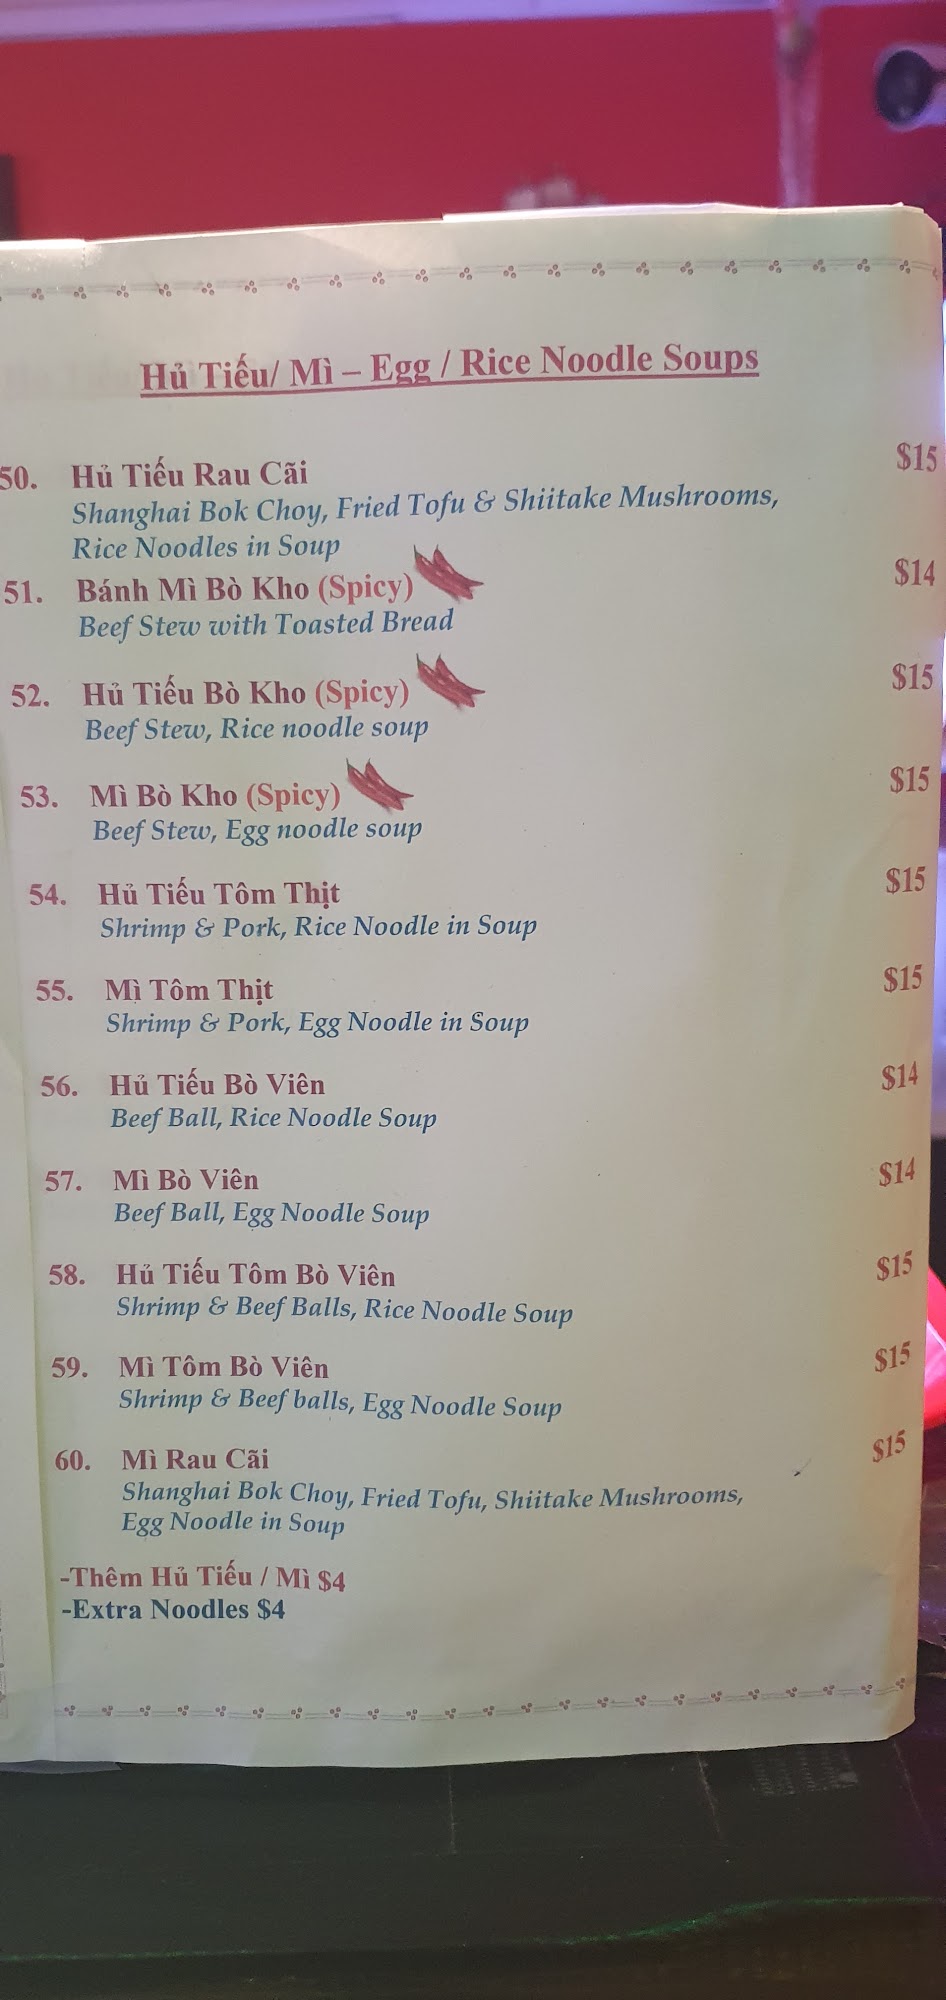 Hủ Tiếu/ Mì – Egg / Rice Noodle Soups
50. Hủ Tiếu Rau Cãi $15
Shanghai Bok Choy, Fried Tofu & Shiitake Mushrooms,
Rice Noodles in Soup
51. Bánh Mì Bò Kho (Spicy) $14
Beef Stew with Toasted Bread
52. Hủ Tiếu Bò Kho (Spicy) $15
Beef Stew, Rice noodle soup
53. Mì Bò Kho (Spicy) $15
Beef Stew, Egg noodle soup
54. Hủ Tiếu Tôm Thịt $15
Shrimp & Pork, Rice Noodle in Soup
55. Mì Tôm Thịt $15
Shrimp & Pork, Egg Noodle in Soup
56. Hủ Tiếu Bò Viên $14
Beef Ball, Rice Noodle Soup
57. Mì Bò Viên $14
Beef Ball, Egg Noodle Soup
58. Hủ Tiếu Tôm Bò Viên $15
Shrimp & Beef Balls, Rice Noodle Soup
59. Mì Tôm Bò Viên $15
Shrimp & Beef balls, Egg Noodle Soup
60. Mì Rau Cãi $15
Shanghai Bok Choy, Fried Tofu, Shiitake Mushrooms,
Egg Noodle in Soup
-Thêm Hủ Tiếu / Mì $4
-Extra Noodles $4